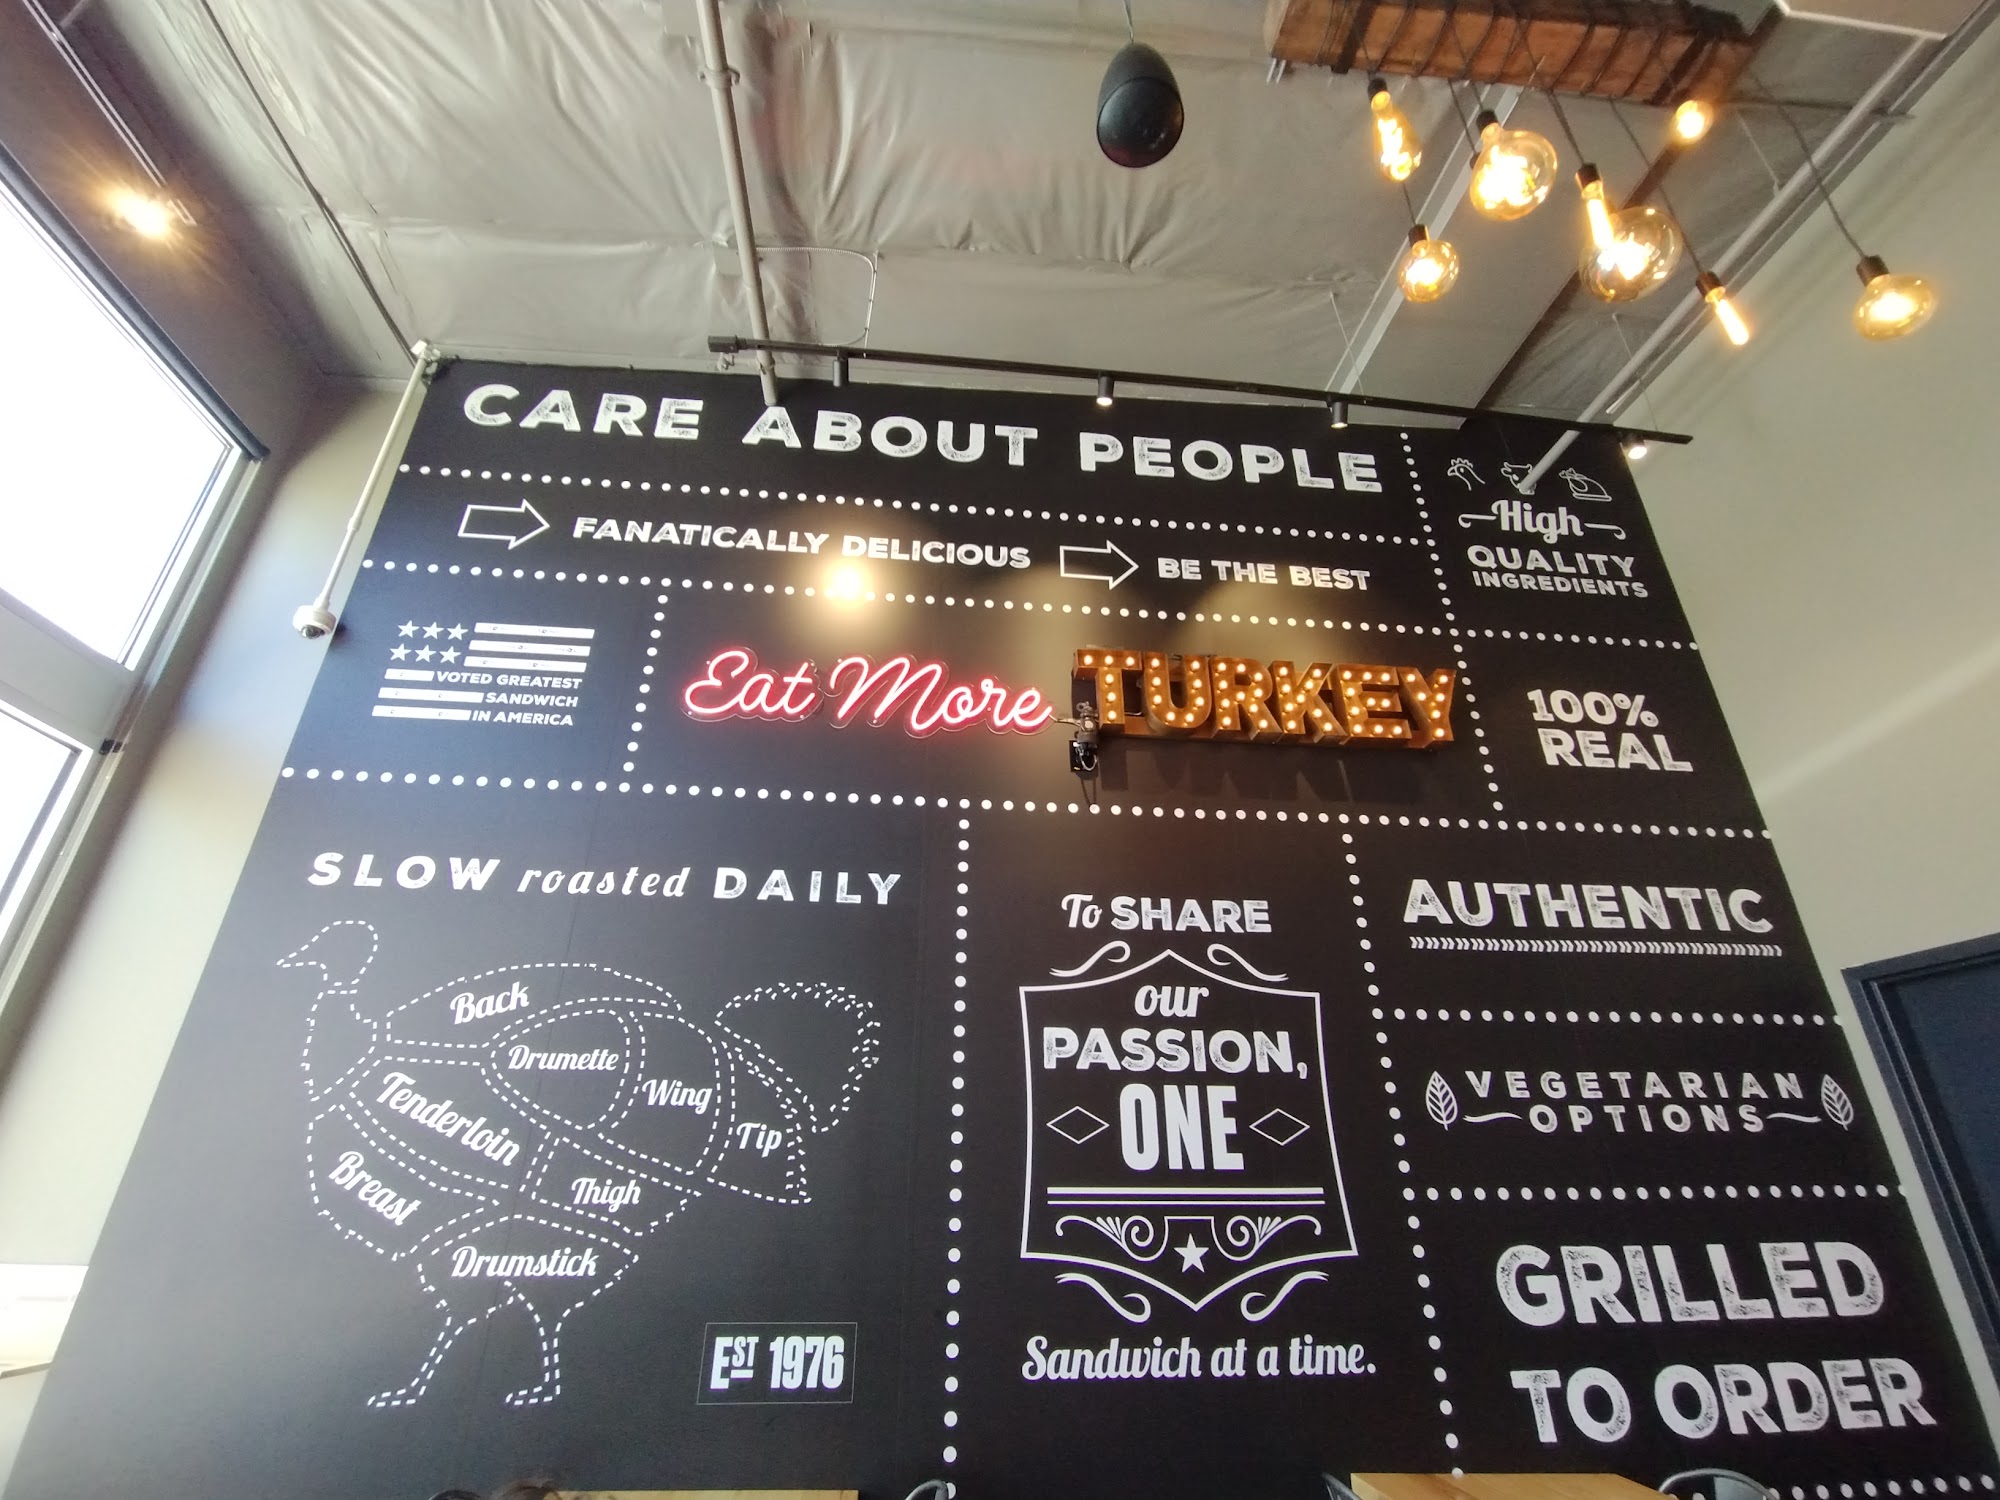 CARE ABOUT PEOPLE
FANATICALLY DELICIOUS
BE THE BEST
High
QUALITY
INGREDIENTS
VOTED GREATEST
SANDWICH
IN AMERICA
Eat More TURKEY
100%
REAL
SLOW roasted DAILY
Back
Drumette
Wing
Tenderloin
Tip
Breast
Thigh
Drumstick
EST 1976
To SHARE
our
PASSION,
ONE
Sandwich at a time.
AUTHENTIC
VEGETARIAN
OPTIONS
GRILLED
TO ORDER